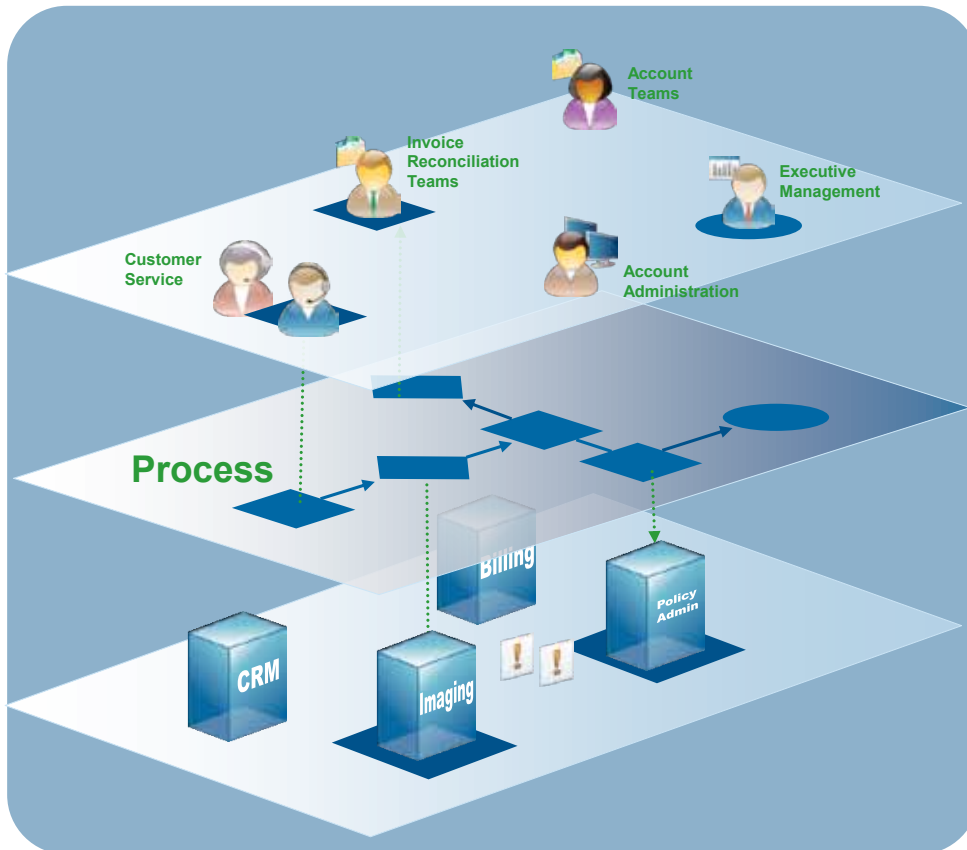 Account
Teams
Invoice
Reconciliation
Teams
Executive
Management
Customer
Service
Account
Administration
Process
Billing
Policy
Admin
CRM
Imaging
!
!